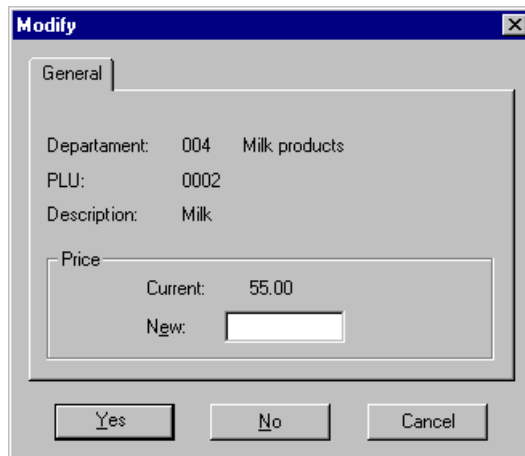 Modify
General
Departament: 004 Milk products
PLU: 0002
Description: Milk
Price
Current: 55.00
New:
Yes No Cancel